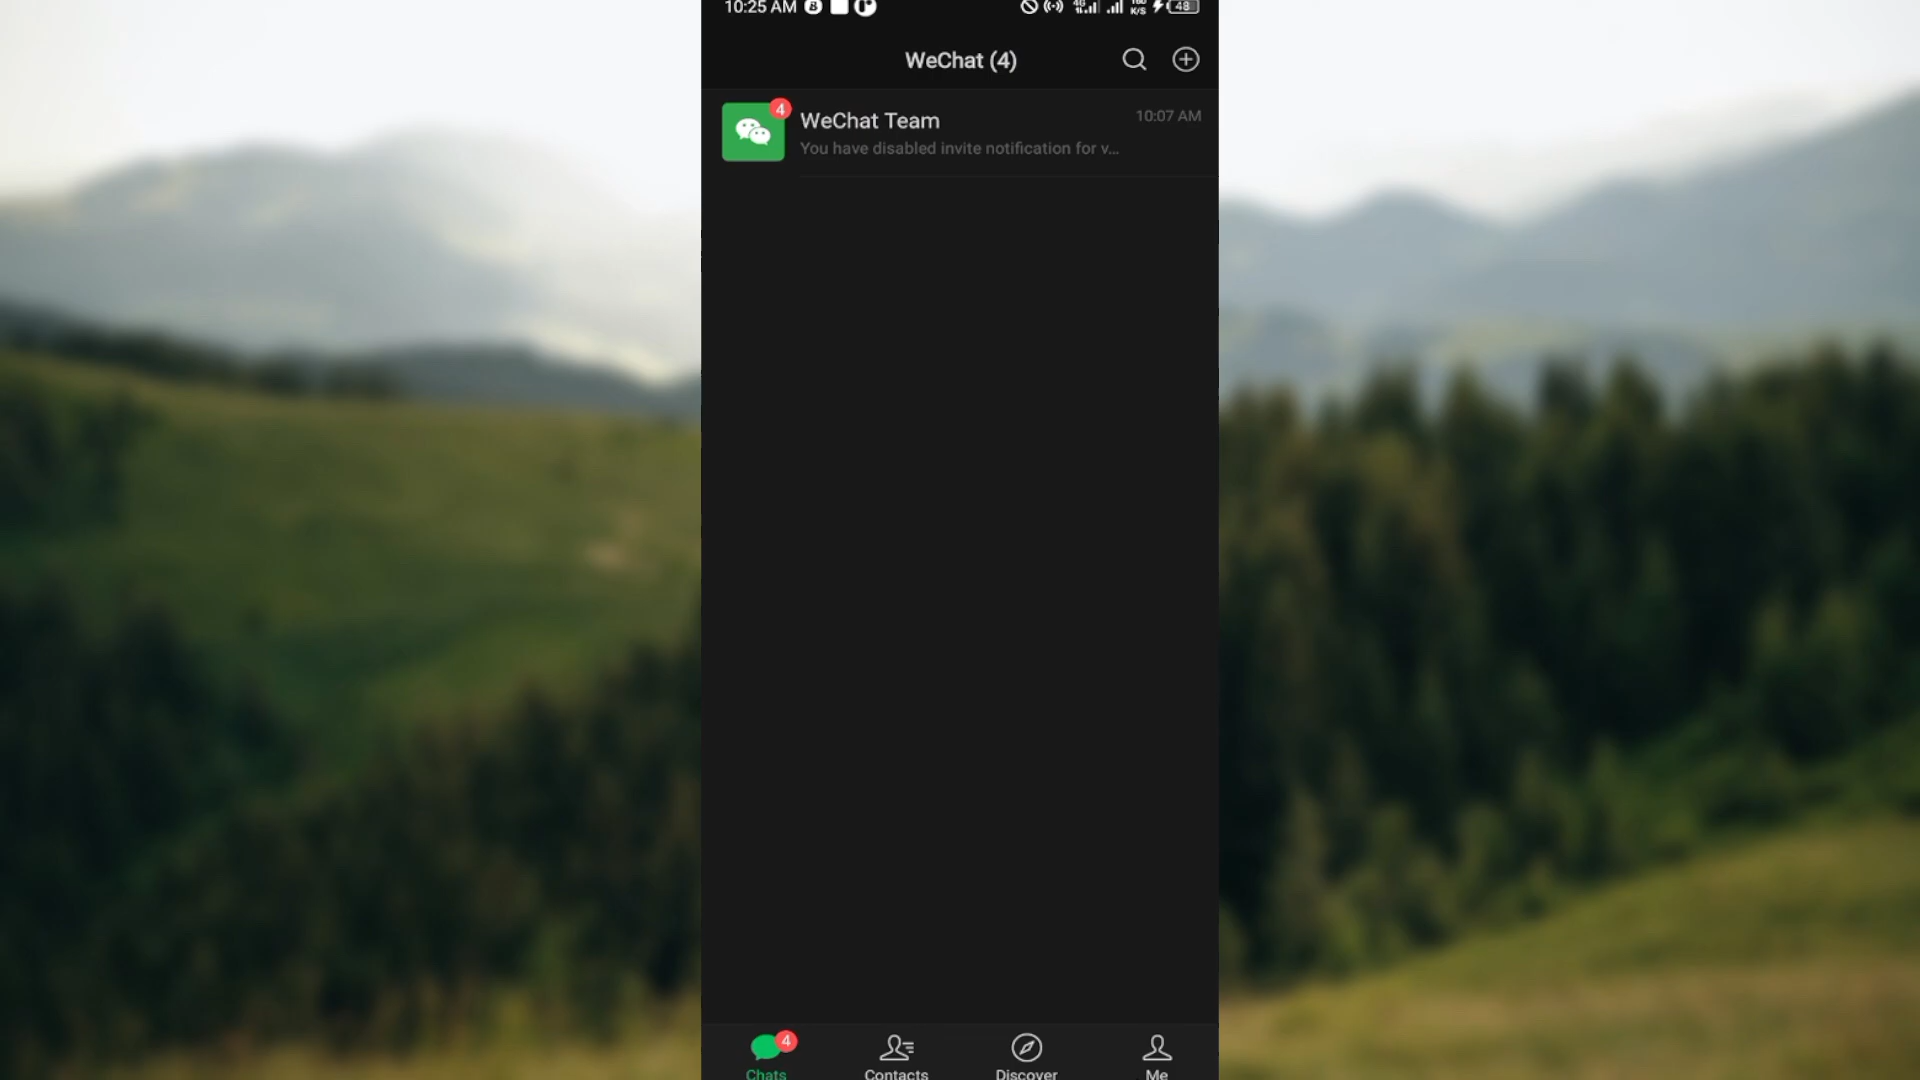 10:25 AM
K/S
48
WeChat (4)
4
WeChat Team
10:07 AM
You have disabled invite notification for v...
4
Chats
Contacts
Discover
Me